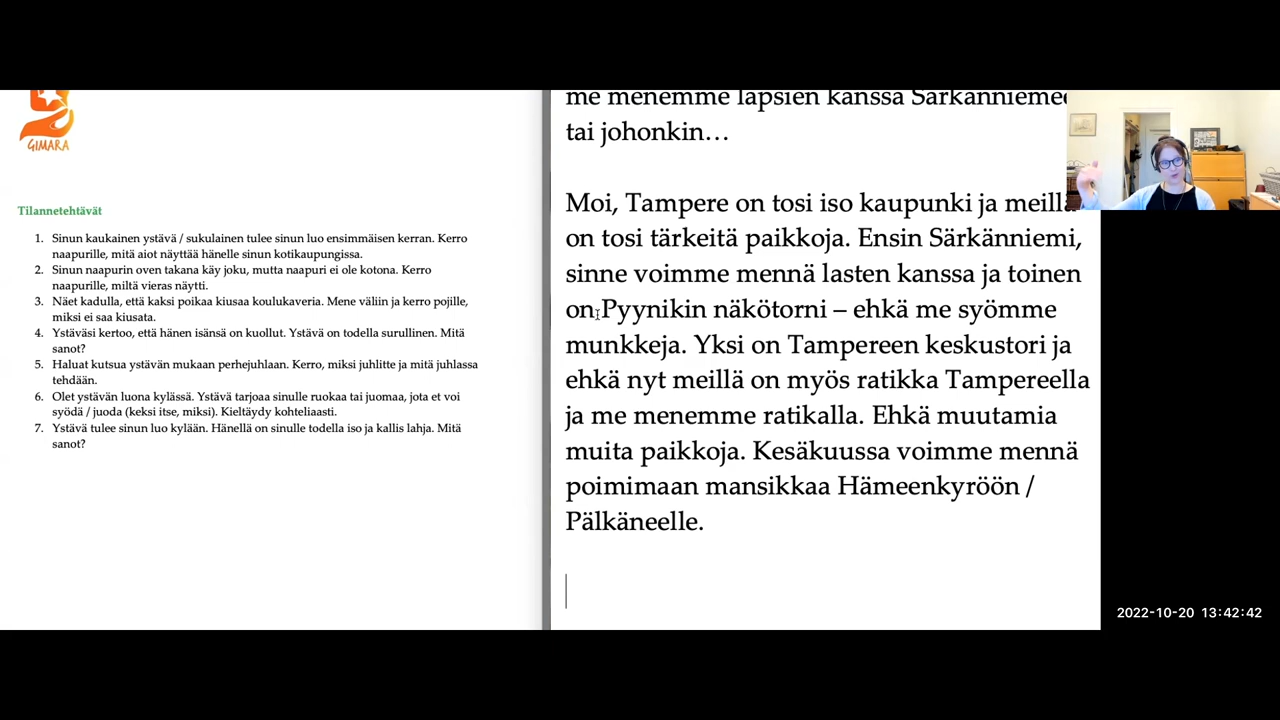 GIMARA
Tilannetehtävät
1. Sinun kaukainen ystävä / sukulainen tulee sinun luo ensimmäisen kerran. Kerro
naapurille, mitä aiot näyttää hänelle sinun kotikaupungissa.
2. Sinun naapurin oven takana käy joku, mutta naapuri ei ole kotona. Kerro
naapurille, miltä vieras näytti.
3. Näet kadulla, että kaksi poikaa kiusaa koulukaveria. Mene väliin ja kerro pojille,
miksi ei saa kiusata.
4. Ystäväsi kertoo, että hänen isänsä on kuollut. Ystävä on todella surullinen. Mitä
sanot?
5. Haluat kutsua ystävän mukaan perhejuhlaan. Kerro, miksi juhlitte ja mitä juhlassa
tehdään.
6. Olet ystävän luona kylässä. Ystävä tarjoaa sinulle ruokaa tai juomaa, jota et voi
syödä / juoda (keksi itse, miksi). Kieltäydy kohteliaasti.
7. Ystävä tulee sinun luo kylään. Hänellä on sinulle todella iso ja kallis lahja. Mitä
sanot?
me menemme lapsien kanssa
tai johonkin…
Moi, Tampere on tosi iso kaupunki ja meillä
on tosi tärkeitä paikkoja. Ensin Särkänniemi,
sinne voimme mennä lasten kanssa ja toinen
on Pyynikin näkötorni – ehkä me syömme
munkkeja. Yksi on Tampereen keskustori ja
ehkä nyt meillä on myös ratikka Tampereella
ja me menemme ratikalla. Ehkä muutamia
muita paikkoja. Kesäkuussa voimme mennä
poimimaan mansikkaa Hämeenkyröön /
Pälkäneelle.
2022-10-20 13:42:42